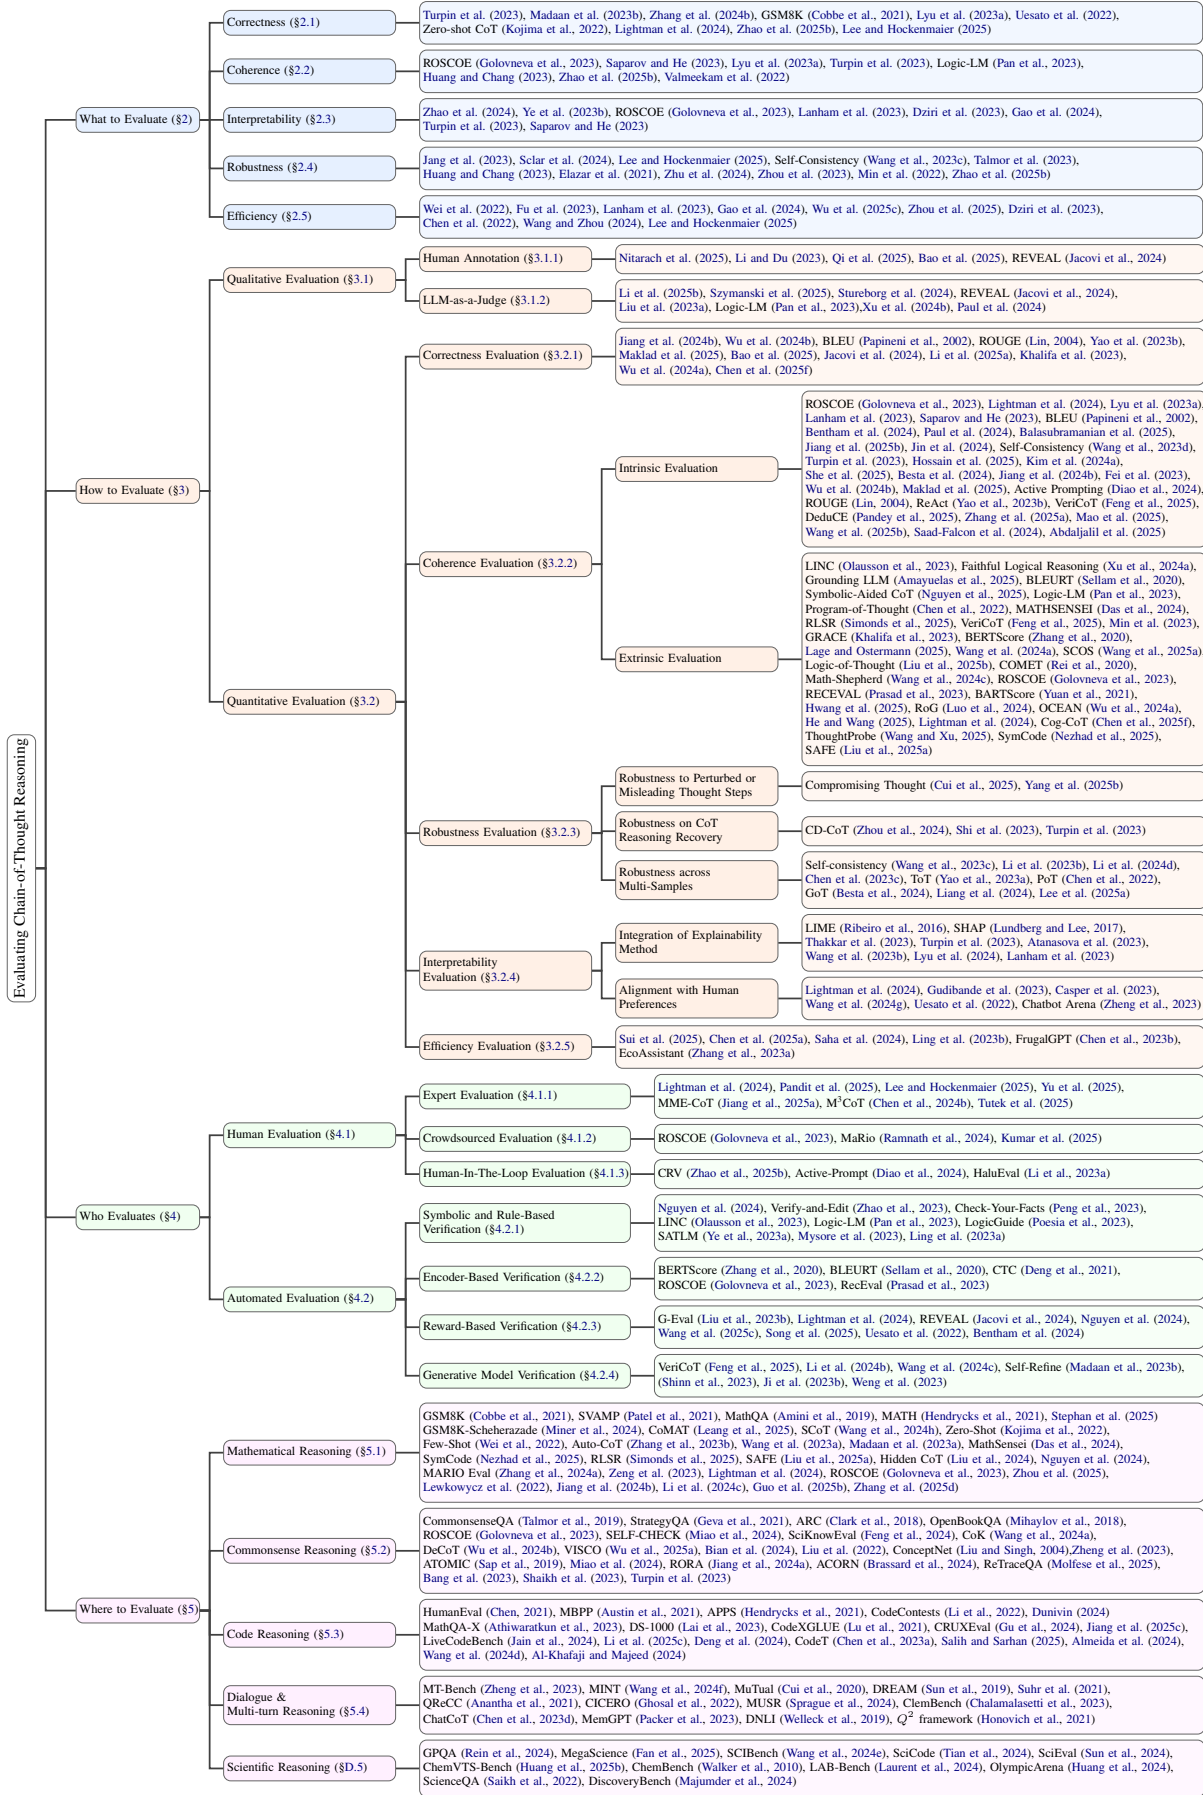 Evaluating Chain-of-Thought Reasoning
What to Evaluate (§2)
Correctness (§2.1)
Turpin et al. (2023), Madaan et al. (2023b), Zhang et al. (2024b), GSM8K (Cobbe et al., 2021), Lyu et al. (2023a), Uesato et al. (2022),
Zero-shot CoT (Kojima et al., 2022), Lightman et al. (2024), Zhao et al. (2025b), Lee and Hockenmaier (2025)
Coherence (§2.2)
ROSCOE (Golovneva et al., 2023), Saparov and He (2023), Lyu et al. (2023a), Turpin et al. (2023), Logic-LM (Pan et al., 2023),
Huang and Chang (2023), Zhao et al. (2025b), Valmeekam et al. (2022)
Interpretability (§2.3)
Zhao et al. (2024), Ye et al. (2023b), ROSCOE (Golovneva et al., 2023), Lanham et al. (2023), Dziri et al. (2023), Gao et al. (2024),
Turpin et al. (2023), Saparov and He (2023)
Robustness (§2.4)
Jang et al. (2023), Sclar et al. (2024), Lee and Hockenmaier (2025), Self-Consistency (Wang et al., 2023c), Talmor et al. (2023),
Huang and Chang (2023), Elazar et al. (2021), Zhu et al. (2024), Zhou et al. (2023), Min et al. (2022), Zhao et al. (2025b)
Efficiency (§2.5)
Wei et al. (2022), Fu et al. (2023), Lanham et al. (2023), Gao et al. (2024), Wu et al. (2025c), Zhou et al. (2025), Dziri et al. (2023),
Chen et al. (2022), Wang and Zhou (2024), Lee and Hockenmaier (2025)
How to Evaluate (§3)
Qualitative Evaluation (§3.1)
Human Annotation (§3.1.1)
Nitarach et al. (2025), Li and Du (2023), Qi et al. (2025), Bao et al. (2025), REVEAL (Jacovi et al., 2024)
LLM-as-a-Judge (§3.1.2)
Li et al. (2025b), Szymanski et al. (2025), Stureborg et al. (2024), REVEAL (Jacovi et al., 2024),
Liu et al. (2023a), Logic-LM (Pan et al., 2023),Xu et al. (2024b), Paul et al. (2024)
Quantitative Evaluation (§3.2)
Correctness Evaluation (§3.2.1)
Jiang et al. (2024b), Wu et al. (2024b), BLEU (Papineni et al., 2002), ROUGE (Lin, 2004), Yao et al. (2023b),
Maklad et al. (2025), Bao et al. (2025), Jacovi et al. (2024), Li et al. (2025a), Khalifa et al. (2023),
Wu et al. (2024a), Chen et al. (2025f)
Coherence Evaluation (§3.2.2)
Intrinsic Evaluation
ROSCOE (Golovneva et al., 2023), Lightman et al. (2024), Lyu et al. (2023a)
Lanham et al. (2023), Saparov and He (2023), BLEU (Papineni et al., 2002),
Bentham et al. (2024), Paul et al. (2024), Balasubramanian et al. (2025),
Jiang et al. (2025b), Jin et al. (2024), Self-Consistency (Wang et al., 2023d),
Turpin et al. (2023), Hossain et al. (2025), Kim et al. (2024a),
She et al. (2025), Besta et al. (2024), Jiang et al. (2024b), Fei et al. (2023),
Wu et al. (2024b), Maklad et al. (2025), Active Prompting (Diao et al., 2024),
ROUGE (Lin, 2004), ReAct (Yao et al., 2023b), VeriCoT (Feng et al., 2025),
DeduCE (Pandey et al., 2025), Zhang et al. (2025a), Mao et al. (2025),
Wang et al. (2025b), Saad-Falcon et al. (2024), Abdaljalil et al. (2025)
Extrinsic Evaluation
LINC (Olausson et al., 2023), Faithful Logical Reasoning (Xu et al., 2024a),
Grounding LLM (Amayuelas et al., 2025), BLEURT (Sellam et al., 2020),
Symbolic-Aided CoT (Nguyen et al., 2025), Logic-LM (Pan et al., 2023),
Program-of-Thought (Chen et al., 2022), MATHSENSEI (Das et al., 2024),
RLSR (Simonds et al., 2025), VeriCoT (Feng et al., 2025), Min et al. (2023),
GRACE (Khalifa et al., 2023), BERTScore (Zhang et al., 2020),
Lage and Ostermann (2025), Wang et al. (2024a), SCOS (Wang et al., 2025a)
Logic-of-Thought (Liu et al., 2025b), COMET (Rei et al., 2020),
Math-Shepherd (Wang et al., 2024c), ROSCOE (Golovneva et al., 2023),
RECEVAL (Prasad et al., 2023), BARTScore (Yuan et al., 2021),
Hwang et al. (2025), RoG (Luo et al., 2024), OCEAN (Wu et al., 2024a),
He and Wang (2025), Lightman et al. (2024), Cog-CoT (Chen et al., 2025f),
ThoughtProbe (Wang and Xu, 2025), SymCode (Nezhad et al., 2025),
SAFE (Liu et al., 2025a)
Robustness Evaluation (§3.2.3)
Robustness to Perturbed or
Misleading Thought Steps
Compromising Thought (Cui et al., 2025), Yang et al. (2025b)
Robustness on CoT
Reasoning Recovery
CD-CoT (Zhou et al., 2024), Shi et al. (2023), Turpin et al. (2023)
Robustness across
Multi-Samples
Self-consistency (Wang et al., 2023c), Li et al. (2023b), Li et al. (2024d),
Chen et al. (2023c), ToT (Yao et al., 2023a), PoT (Chen et al., 2022),
GoT (Besta et al., 2024), Liang et al. (2024), Lee et al. (2025a)
Interpretability
Evaluation (§3.2.4)
Integration of Explainability
Method
LIME (Ribeiro et al., 2016), SHAP (Lundberg and Lee, 2017),
Thakkar et al. (2023), Turpin et al. (2023), Atanasova et al. (2023),
Wang et al. (2023b), Lyu et al. (2024), Lanham et al. (2023)
Alignment with Human
Preferences
Lightman et al. (2024), Gudibande et al. (2023), Casper et al. (2023),
Wang et al. (2024g), Uesato et al. (2022), Chatbot Arena (Zheng et al., 2023)
Efficiency Evaluation (§3.2.5)
Sui et al. (2025), Chen et al. (2025a), Saha et al. (2024), Ling et al. (2023b), FrugalGPT (Chen et al., 2023b),
EcoAssistant (Zhang et al., 2023a)
Who Evaluates (§4)
Human Evaluation (§4.1)
Expert Evaluation (§4.1.1)
Lightman et al. (2024), Pandit et al. (2025), Lee and Hockenmaier (2025), Yu et al. (2025),
MME-CoT (Jiang et al., 2025a), M³CoT (Chen et al., 2024b), Tutek et al. (2025)
Crowdsourced Evaluation (§4.1.2)
ROSCOE (Golovneva et al., 2023), MaRio (Ramnath et al., 2024), Kumar et al. (2025)
Human-In-The-Loop Evaluation (§4.1.3)
CRV (Zhao et al., 2025b), Active-Prompt (Diao et al., 2024), HaluEval (Li et al., 2023a)
Automated Evaluation (§4.2)
Symbolic and Rule-Based
Verification (§4.2.1)
Nguyen et al. (2024), Verify-and-Edit (Zhao et al., 2023), Check-Your-Facts (Peng et al., 2023),
LINC (Olausson et al., 2023), Logic-LM (Pan et al., 2023), LogicGuide (Poesia et al., 2023),
SATLM (Ye et al., 2023a), Mysore et al. (2023), Ling et al. (2023a)
Encoder-Based Verification (§4.2.2)
BERTScore (Zhang et al., 2020), BLEURT (Sellam et al., 2020), CTC (Deng et al., 2021),
ROSCOE (Golovneva et al., 2023), RecEval (Prasad et al., 2023)
Reward-Based Verification (§4.2.3)
G-Eval (Liu et al., 2023b), Lightman et al. (2024), REVEAL (Jacovi et al., 2024), Nguyen et al. (2024),
Wang et al. (2025c), Song et al. (2025), Uesato et al. (2022), Bentham et al. (2024)
Generative Model Verification (§4.2.4)
VeriCoT (Feng et al., 2025), Li et al. (2024b), Wang et al. (2024c), Self-Refine (Madaan et al., 2023b),
(Shinn et al., 2023), Ji et al. (2023b), Weng et al. (2023)
Where to Evaluate (§5)
Mathematical Reasoning (§5.1)
GSM8K (Cobbe et al., 2021), SVAMP (Patel et al., 2021), MathQA (Amini et al., 2019), MATH (Hendrycks et al., 2021), Stephan et al. (2025)
GSM8K-Scheherazade (Miner et al., 2024), CoMAT (Leang et al., 2025), SCoT (Wang et al., 2024h), Zero-Shot (Kojima et al., 2022),
Few-Shot (Wei et al., 2022), Auto-CoT (Zhang et al., 2023b), Wang et al. (2023a), Madaan et al. (2023a), MathSensei (Das et al., 2024),
SymCode (Nezhad et al., 2025), RLSR (Simonds et al., 2025), SAFE (Liu et al., 2025a), Hidden CoT (Liu et al., 2024), Nguyen et al. (2024),
MARIO Eval (Zhang et al., 2024a), Zeng et al. (2023), Lightman et al. (2024), ROSCOE (Golovneva et al., 2023), Zhou et al. (2025),
Lewkowycz et al. (2022), Jiang et al. (2024b), Li et al. (2024c), Guo et al. (2025b), Zhang et al. (2025d)
Commonsense Reasoning (§5.2)
CommonsenseQA (Talmor et al., 2019), StrategyQA (Geva et al., 2021), ARC (Clark et al., 2018), OpenBookQA (Mihaylov et al., 2018),
ROSCOE (Golovneva et al., 2023), SELF-CHECK (Miao et al., 2024), SciKnowEval (Feng et al., 2024), CoK (Wang et al., 2024a),
DeCoT (Wu et al., 2024b), VISCO (Wu et al., 2025a), Bian et al. (2024), Liu et al. (2022), ConceptNet (Liu and Singh, 2004),Zheng et al. (2023),
ATOMIC (Sap et al., 2019), Miao et al. (2024), RORA (Jiang et al., 2024a), ACORN (Brassard et al., 2024), ReTraceQA (Molfese et al., 2025),
Bang et al. (2023), Shaikh et al. (2023), Turpin et al. (2023)
Code Reasoning (§5.3)
HumanEval (Chen, 2021), MBPP (Austin et al., 2021), APPS (Hendrycks et al., 2021), CodeContests (Li et al., 2022), Dunivin (2024)
MathQA-X (Athiwaratkun et al., 2023), DS-1000 (Lai et al., 2023), CodeXGLUE (Lu et al., 2021), CRUXEval (Gu et al., 2024), Jiang et al. (2025c),
LiveCodeBench (Jain et al., 2024), Li et al. (2025c), Deng et al. (2024), CodeT (Chen et al., 2023a), Salih and Sarhan (2025), Almeida et al. (2024),
Wang et al. (2024d), Al-Khafaji and Majeed (2024)
Dialogue &
Multi-turn Reasoning (§5.4)
MT-Bench (Zheng et al., 2023), MINT (Wang et al., 2024f), MuTual (Cui et al., 2020), DREAM (Sun et al., 2019), Suhr et al. (2021),
QReCC (Anantha et al., 2021), CICERO (Ghosal et al., 2022), MUSR (Sprague et al., 2024), ClemBench (Chalamalasetti et al., 2023),
ChatCoT (Chen et al., 2023d), MemGPT (Packer et al., 2023), DNLI (Welleck et al., 2019), Q² framework (Honovich et al., 2021)
Scientific Reasoning (§D.5)
GPQA (Rein et al., 2024), MegaScience (Fan et al., 2025), SCIBench (Wang et al., 2024e), SciCode (Tian et al., 2024), SciEval (Sun et al., 2024),
ChemVTS-Bench (Huang et al., 2025b), ChemBench (Walker et al., 2010), LAB-Bench (Laurent et al., 2024), OlympicArena (Huang et al., 2024),
ScienceQA (Saikh et al., 2022), DiscoveryBench (Majumder et al., 2024)